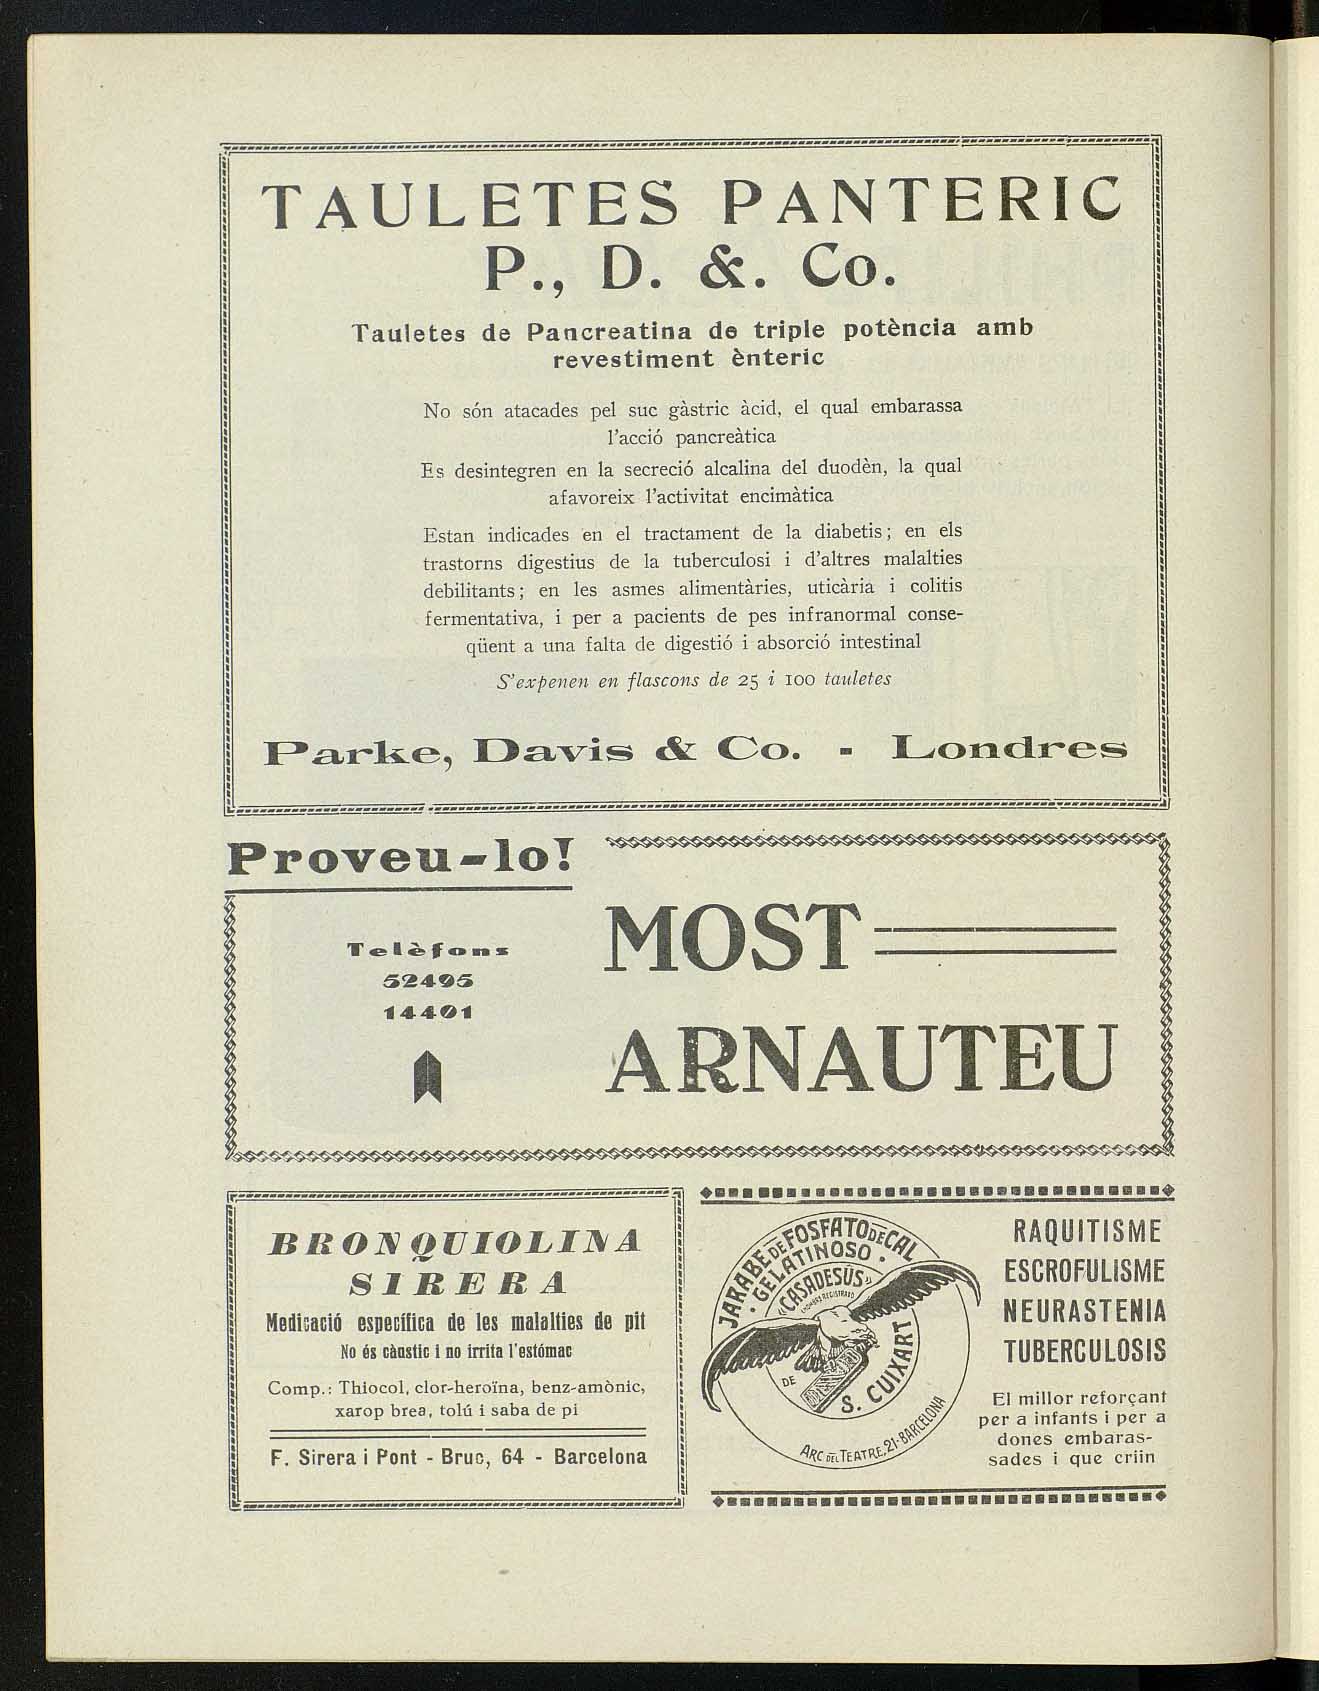 TAULETES PANTERIC
P., D. &. Co.
Tauletes de Pancreatina de triple potència amb
revestiment ènteric
No són atacades pel suc gàstric àcid, el qual embarassa
l'acció pancreàtica
Es desintegren en la secreció alcalina del duodèn, la qual
afavoreix l'activitat encimàtica
Estan indicades en el tractament de la diabetis; en els
trastorns digestius de la tuberculosi i d'altres malalties
debilitants; en les asmes alimentàries, uticària i colitis
fermentativa, i per a pacients de pes infranormal conse-
qüent a una falta de digestió i absorció intestinal
S'expenen en flascons de 25 i 100 tauletes
Parke, Davis & Co. - Londres
Proveu-lo!
Telèfons
52495
14401
MOST
ARNAUTEU
BRONQUIOLINA
SIRERA
Medicació específica de les malalties de pit
No és càustic i no irrita l'estómac
Comp.: Thiocol, clor-heroïna, benz-amònic,
xarop brea, tolú i saba de pi
F. Sirera i Pont - Bruc, 64 - Barcelona
JARABE DE FOSFATO DE CAL
· GELATINOSO ·
"CASADESÚS"
NOMBRE REGISTRADO
DE
S. CUIXART
ARC DEL TEATRE, 21-BARCELONA
RAQUITISME
ESCROFULISME
NEURASTENIA
TUBERCULOSIS
El millor reforçant
per a infants i per a
dones embaras-
sades i que criïn